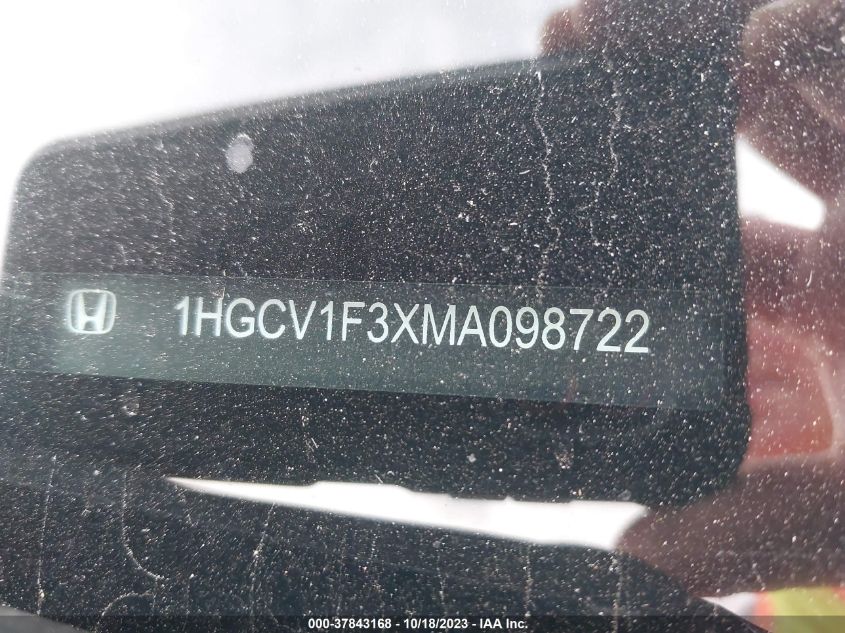 1HGCV1F3XMA098722
000-37843168 - 10/18/2023 - IAA Inc.